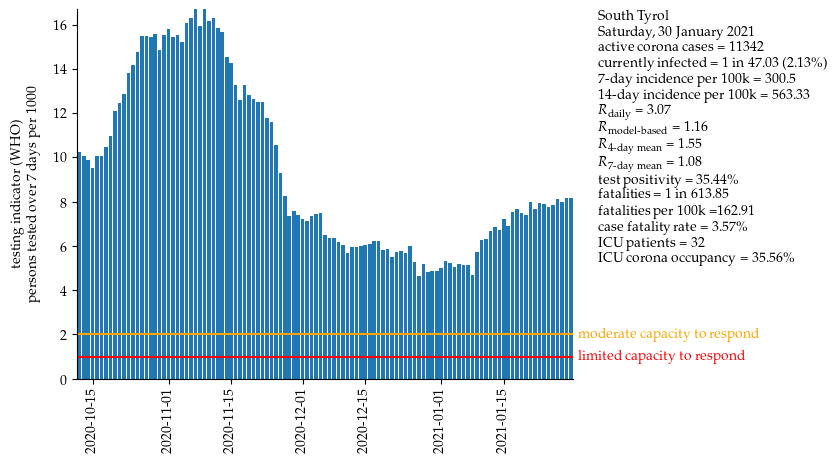 South Tyrol
Saturday, 30 January 2021
active corona cases = 11342
currently infected = 1 in 47.03 (2.13%)
7-day incidence per 100k = 300.5
14-day incidence per 100k = 563.33
R daily = 3.07
R model-based = 1.16
R 4-day mean = 1.55
R 7-day mean = 1.08
test positivity = 35.44%
fatalities = 1 in 613.85
fatalities per 100k =162.91
case fatality rate = 3.57%
ICU patients = 32
ICU corona occupancy = 35.56%
testing indicator (WHO)
persons tested over 7 days per 1000
16
14
12
10
8
6
4
2
0
moderate capacity to respond
limited capacity to respond
2020-10-15
2020-11-01
2020-11-15
2020-12-01
2020-12-15
2021-01-01
2021-01-15